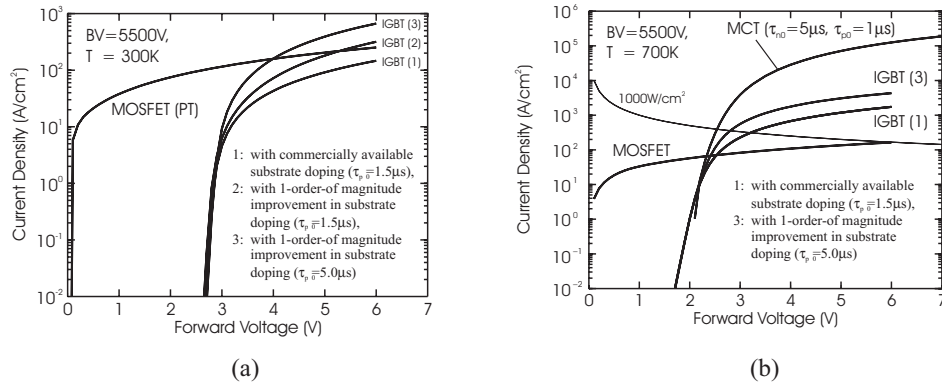 10³
10²
10¹
10⁰
10⁻¹
10⁻²
Current Density (A/cm²)
BV=5500V,
T = 300K
IGBT (3)
IGBT (2)
IGBT (1)
MOSFET (PT)
1: with commercially available
substrate doping (τp0=1.5μs),
2: with 1-order-of magnitude
improvement in substrate
doping (τp0=1.5μs),
3: with 1-order-of magnitude
improvement in substrate
doping (τp0=5.0μs)
0 1 2 3 4 5 6 7
Forward Voltage (V)
(a)
10⁶
10⁵
10⁴
10³
10²
10¹
10⁰
10⁻¹
10⁻²
Current Density (A/cm²)
BV=5500V,
T = 700K
MCT (τn0=5μs, τp0=1μs)
IGBT (3)
1000W/cm²
IGBT (1)
MOSFET
1: with commercially available
substrate doping (τp0=1.5μs),
3: with 1-order-of magnitude
improvement in substrate
doping (τp0=5.0μs)
0 1 2 3 4 5 6 7
Forward Voltage (V)
(b)